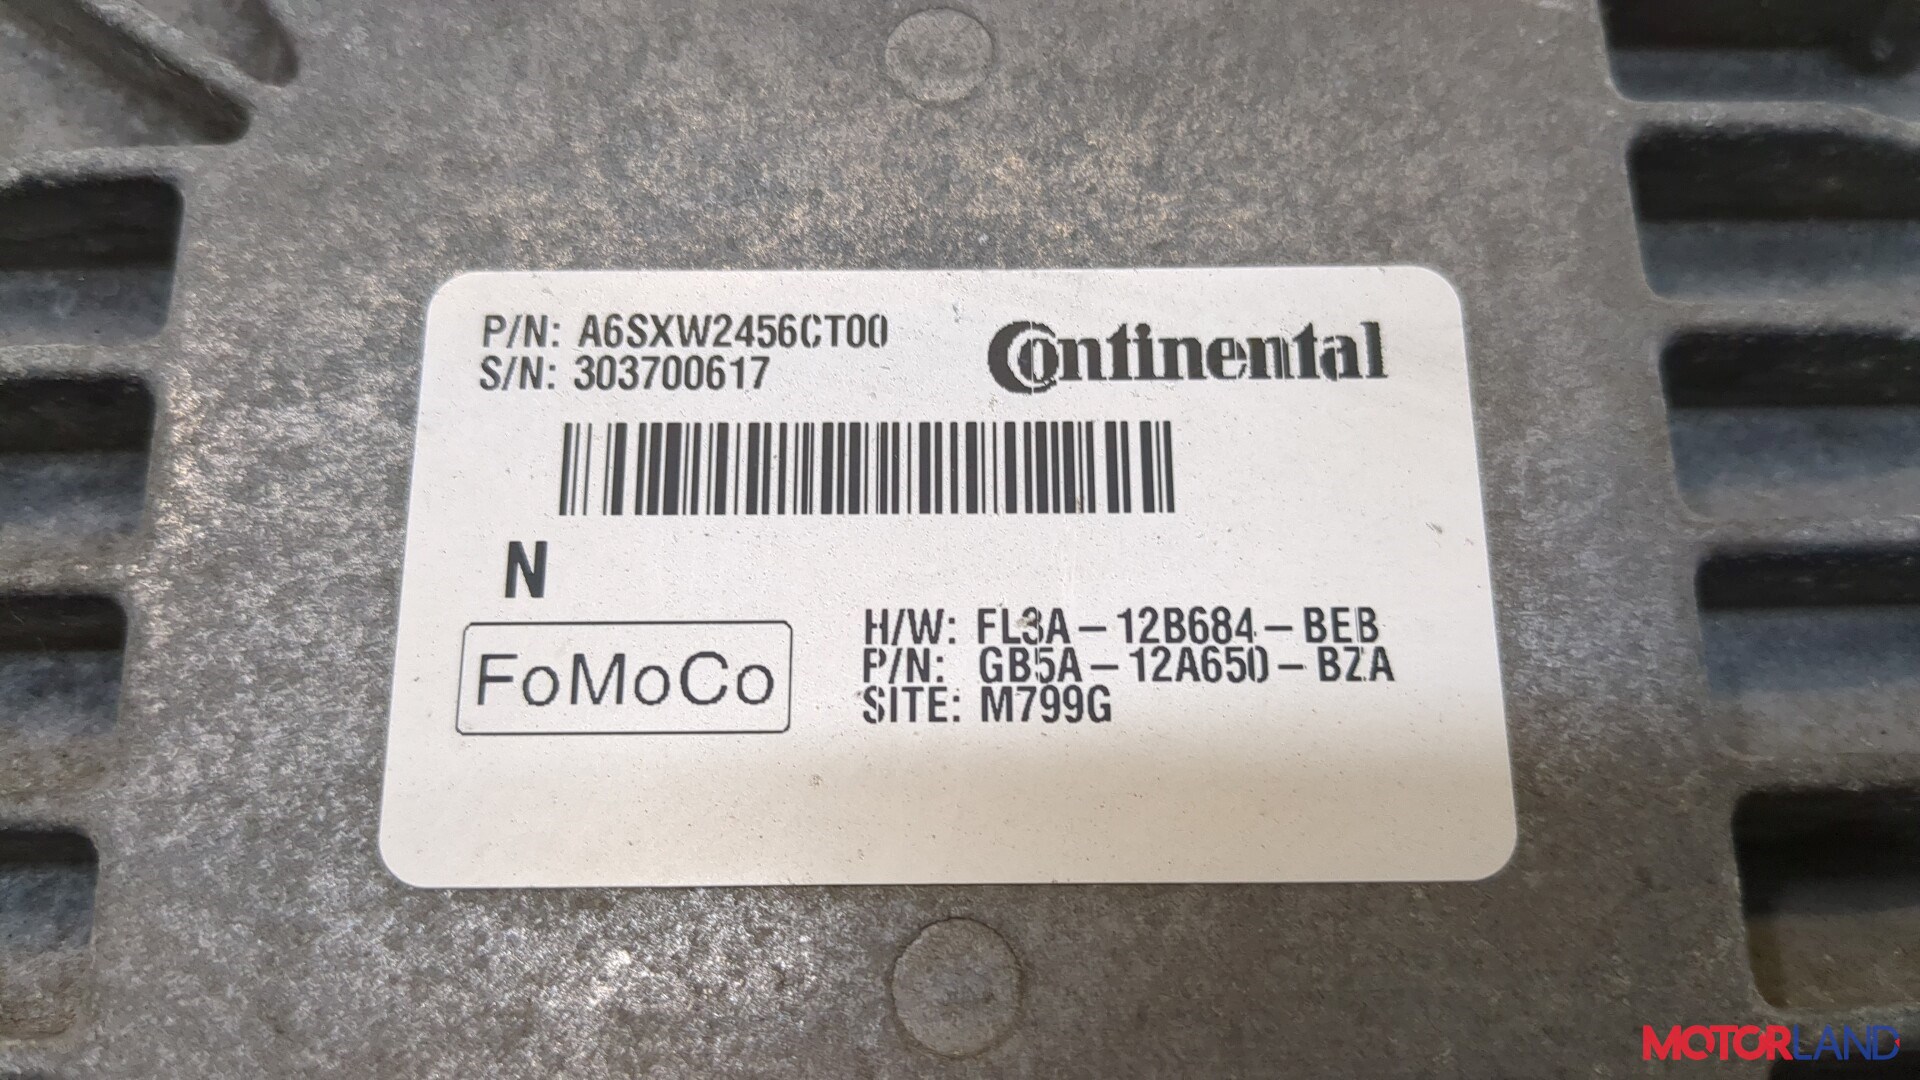 P/N: A6SXW2456CT00
S/N: 303700617
Continental
N
FoMoCo
H/W: FL3A-12B684-BEB
P/N: GB5A-12A650-BZA
SITE: M799G
MOTORLAND